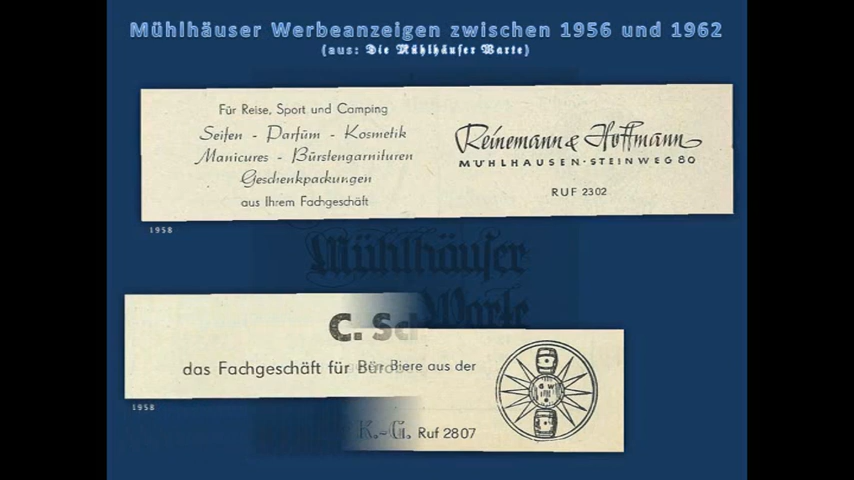 Mühlhäuser Werbeanzeigen zwischen 1956 und 1962
(aus: Die Mühlhäuser Warte)
Für Reise, Sport und Camping
Seifen - Parfüm - Kosmetik
Manicures - Bürstengarnituren
Geschenkpackungen
aus Ihrem Fachgeschäft
Reinemann & Hoffmann
MÜHLHAUSEN · STEINWEG 80
RUF 2302
1958
Mühlhäuser
Warte
C. Sch
das Fachgeschäft für Büro
Biere aus der
K.-G. Ruf 2807
a w
1958